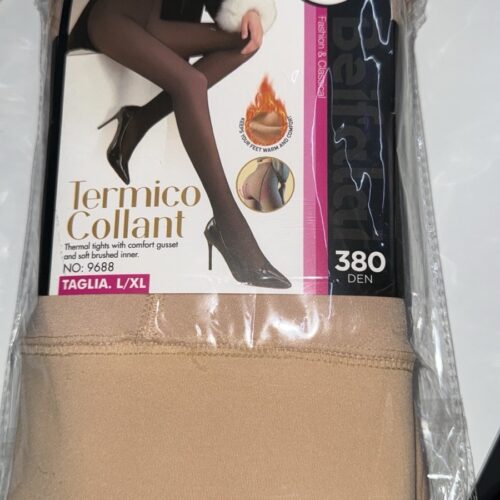 Fashion & Classical
KEEPS YOUR FEET WARM AND COMFORT
Termico
Collant
Thermal tights with comfort gusset
and soft brushed inner.
NO: 9688
TAGLIA. L/XL
380
DEN